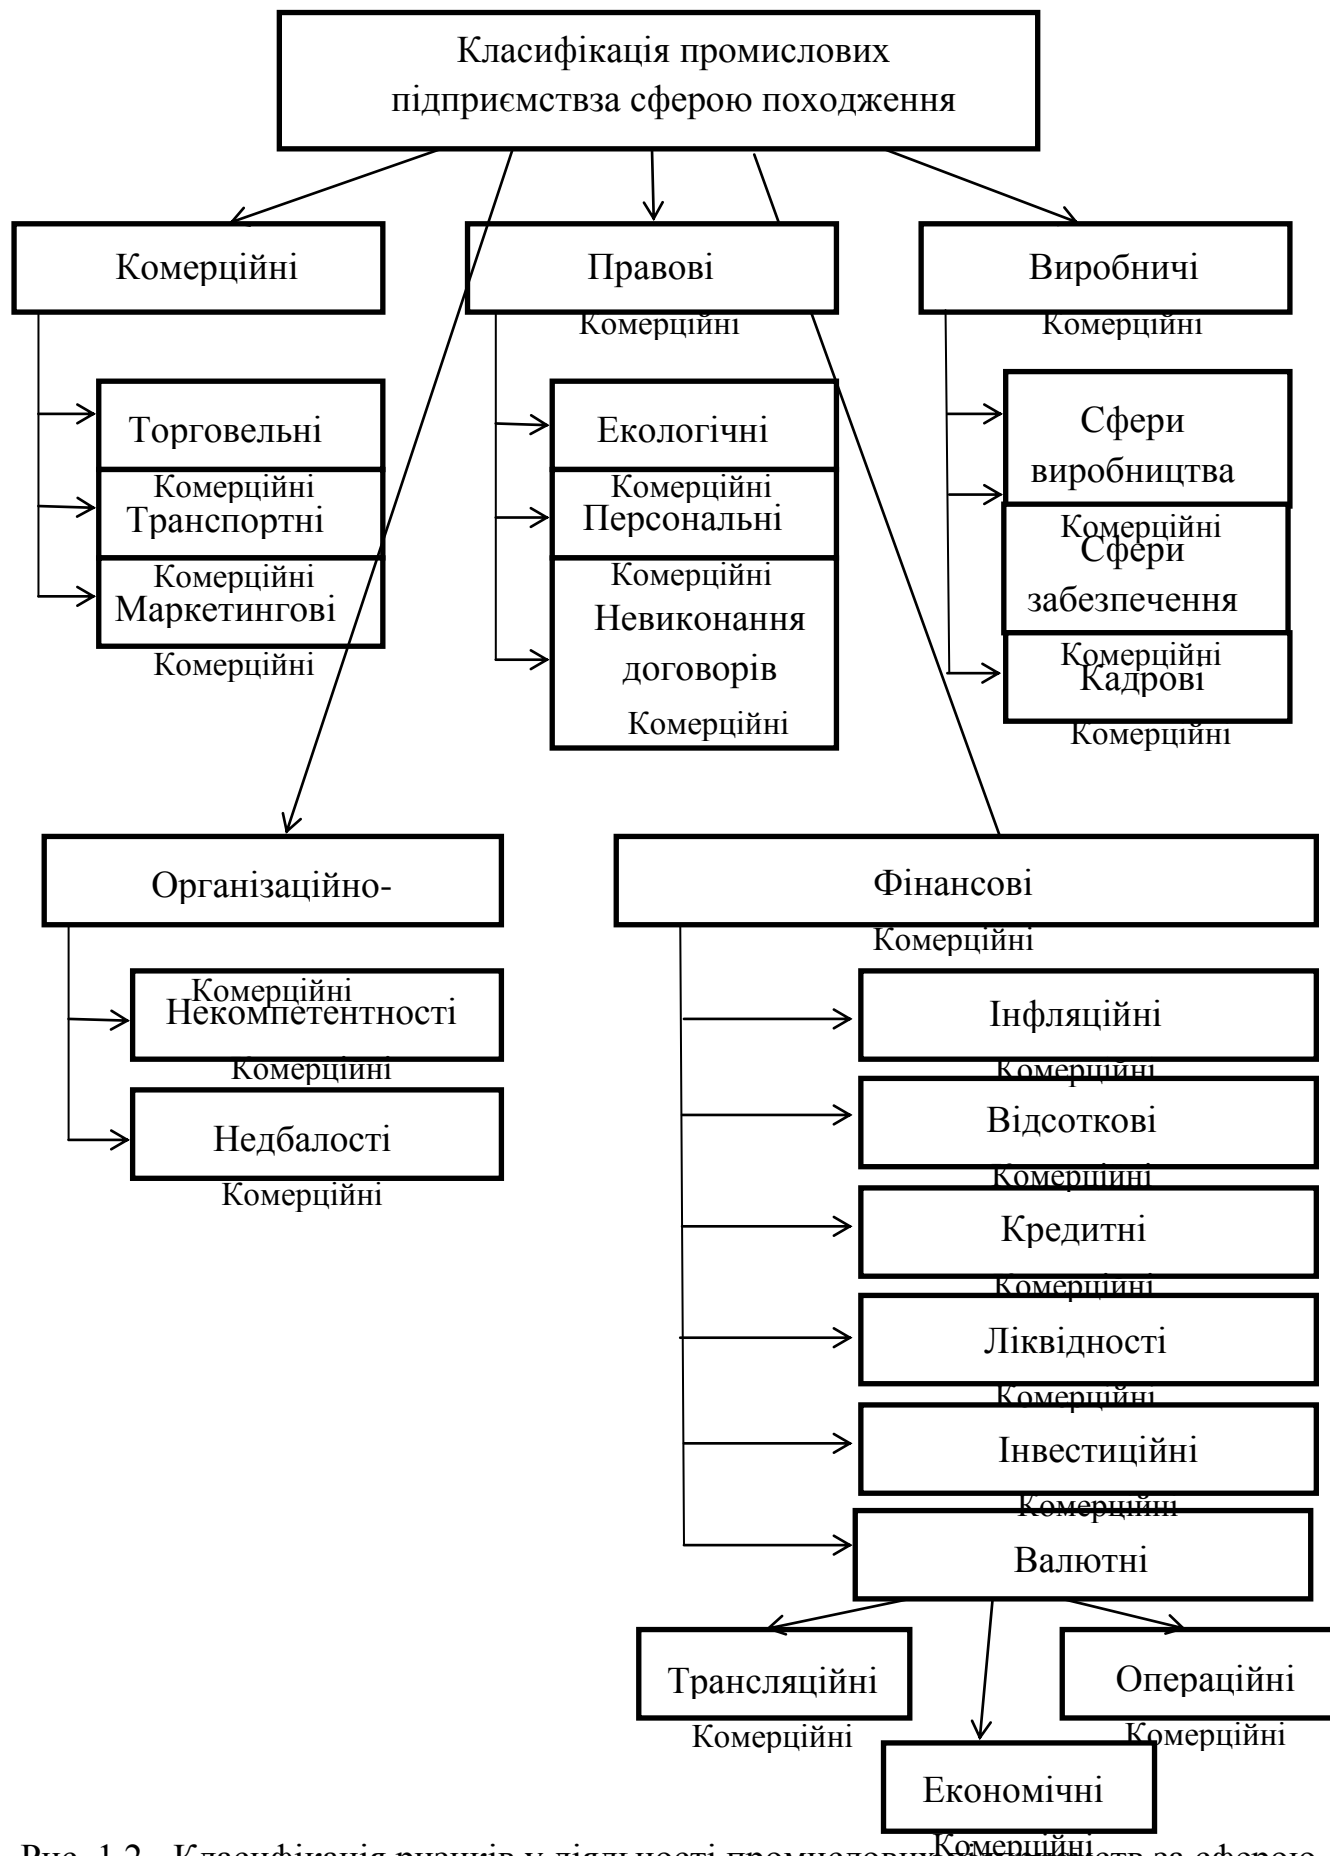 Класифікація промислових
підприємствза сферою походження
Комерційні
Правові
Виробничі
Комерційні
Комерційні
Торговельні
Комерційні
Транспортні
Комерційні
Маркетингові
Комерційні
Екологічні
Комерційні
Персональні
Комерційні
Невиконання
договорів
Комерційні
Сфери
виробництва
Комерційні
Сфери
забезпечення
Комерційні
Кадрові
Комерційні
Організаційно-
Комерційні
Некомпетентності
Комерційні
Недбалості
Комерційні
Фінансові
Комерційні
Інфляційні
Комерційні
Відсоткові
Комерційні
Кредитні
Комерційні
Ліквідності
Комерційні
Інвестиційні
Комерційні
Валютні
Трансляційні
Комерційні
Операційні
Комерційні
Економічні
Комерційні
Рис. 1.2 - Класифікація ризиків у діяльності промислових підприємств за сферою